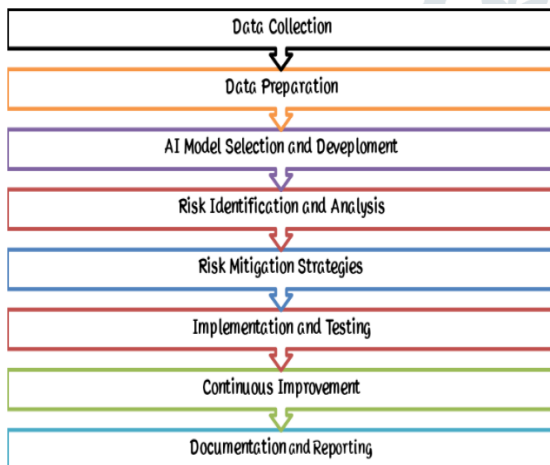 Data Collection
Data Preparation
AI Model Selection and Deveploment
Risk Identification and Analysis
Risk Mitigation Strategies
Implementation and Testing
Continuous Improvement
Documentation and Reporting